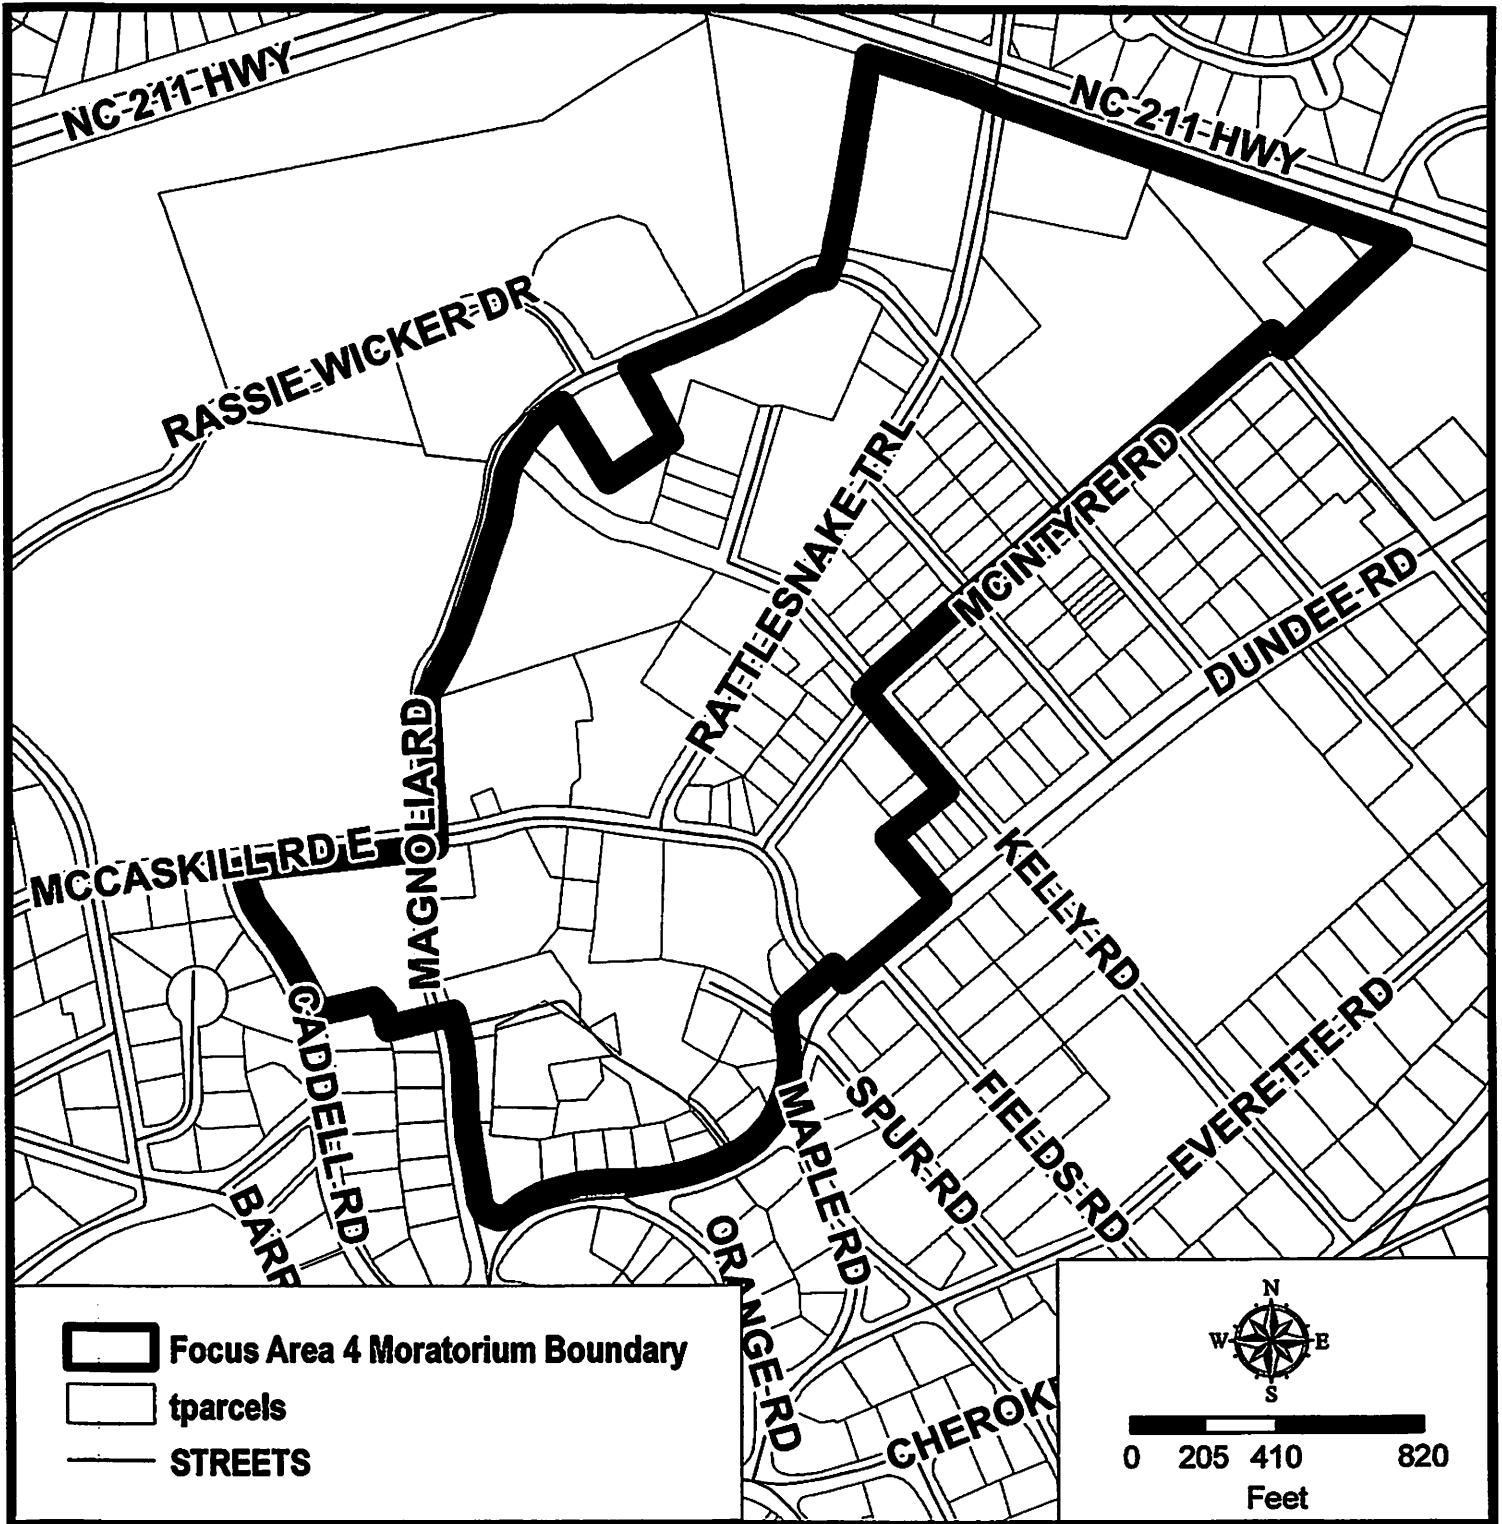 NC 211 HWY
NC 211 HWY
RASSIE WICKER DR
RATTLESNAKE TRL
MCINTYRE RD
DUNDEE RD
MAGNOLIA RD
MCCASKILL RD E
KELLY RD
CADDELL RD
EVERETTE RD
MAPLE RD
SPUR RD
FIELDS RD
BARR
ORANGE RD
CHEROK
Focus Area 4 Moratorium Boundary
tparcels
STREETS
N
W E
S
0 205 410 820
Feet